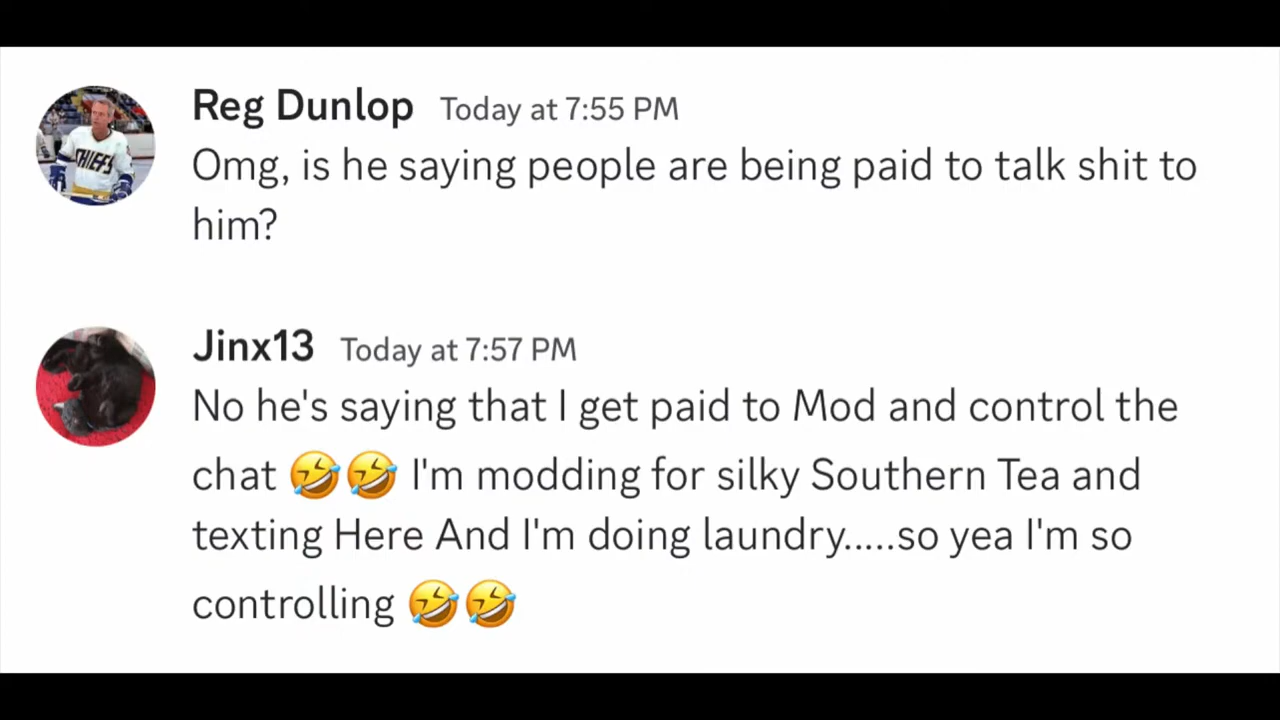 Reg Dunlop Today at 7:55 PM
Omg, is he saying people are being paid to talk shit to
him?
Jinx13 Today at 7:57 PM
No he's saying that I get paid to Mod and control the
chat 🤣🤣 I'm modding for silky Southern Tea and
texting Here And I'm doing laundry.....so yea I'm so
controlling 🤣🤣
CHIEFS